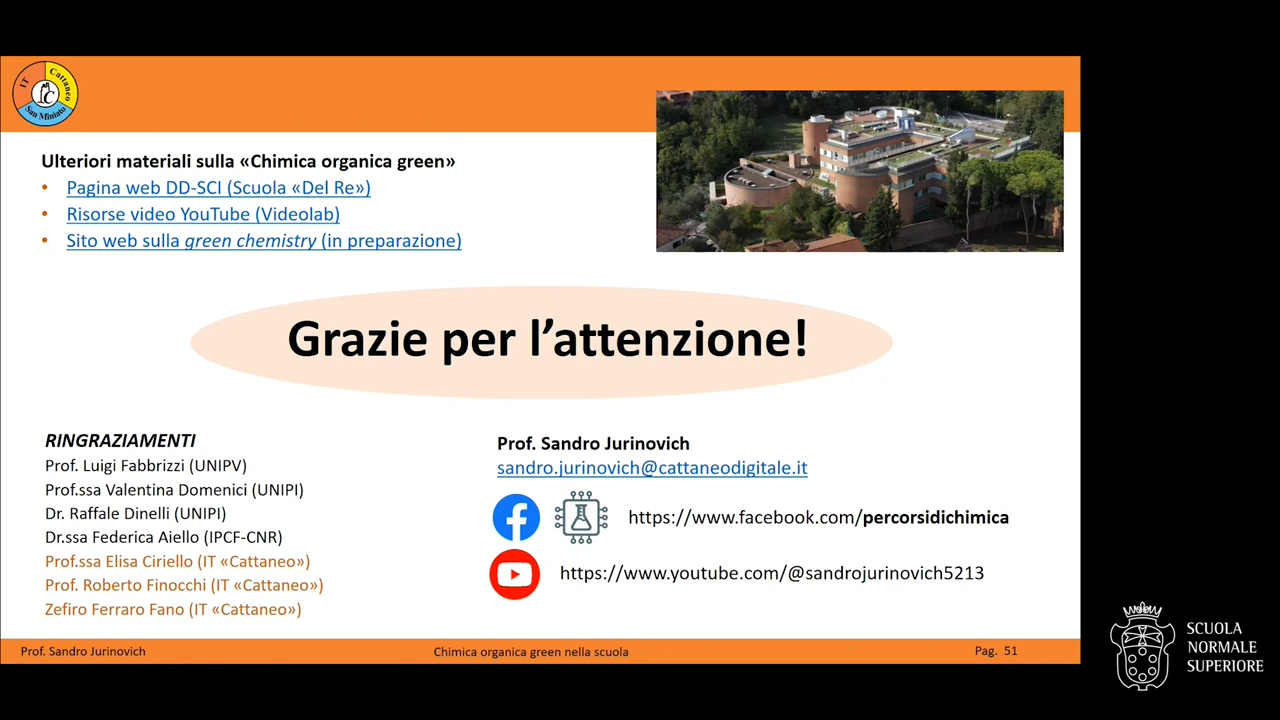 IT
Cattaneo
San Miniato
Ulteriori materiali sulla «Chimica organica green»
• Pagina web DD-SCI (Scuola «Del Re»)
• Risorse video YouTube (Videolab)
• Sito web sulla green chemistry (in preparazione)
Grazie per l’attenzione!
RINGRAZIAMENTI
Prof. Luigi Fabbrizzi (UNIPV)
Prof.ssa Valentina Domenici (UNIPI)
Dr. Raffale Dinelli (UNIPI)
Dr.ssa Federica Aiello (IPCF-CNR)
Prof.ssa Elisa Ciriello (IT «Cattaneo»)
Prof. Roberto Finocchi (IT «Cattaneo»)
Zefiro Ferraro Fano (IT «Cattaneo»)
Prof. Sandro Jurinovich
sandro.jurinovich@cattaneodigitale.it
https://www.facebook.com/percorsidichimica
https://www.youtube.com/@sandrojurinovich5213
Prof. Sandro Jurinovich
Chimica organica green nella scuola
Pag. 51
SCUOLA
NORMALE
SUPERIORE